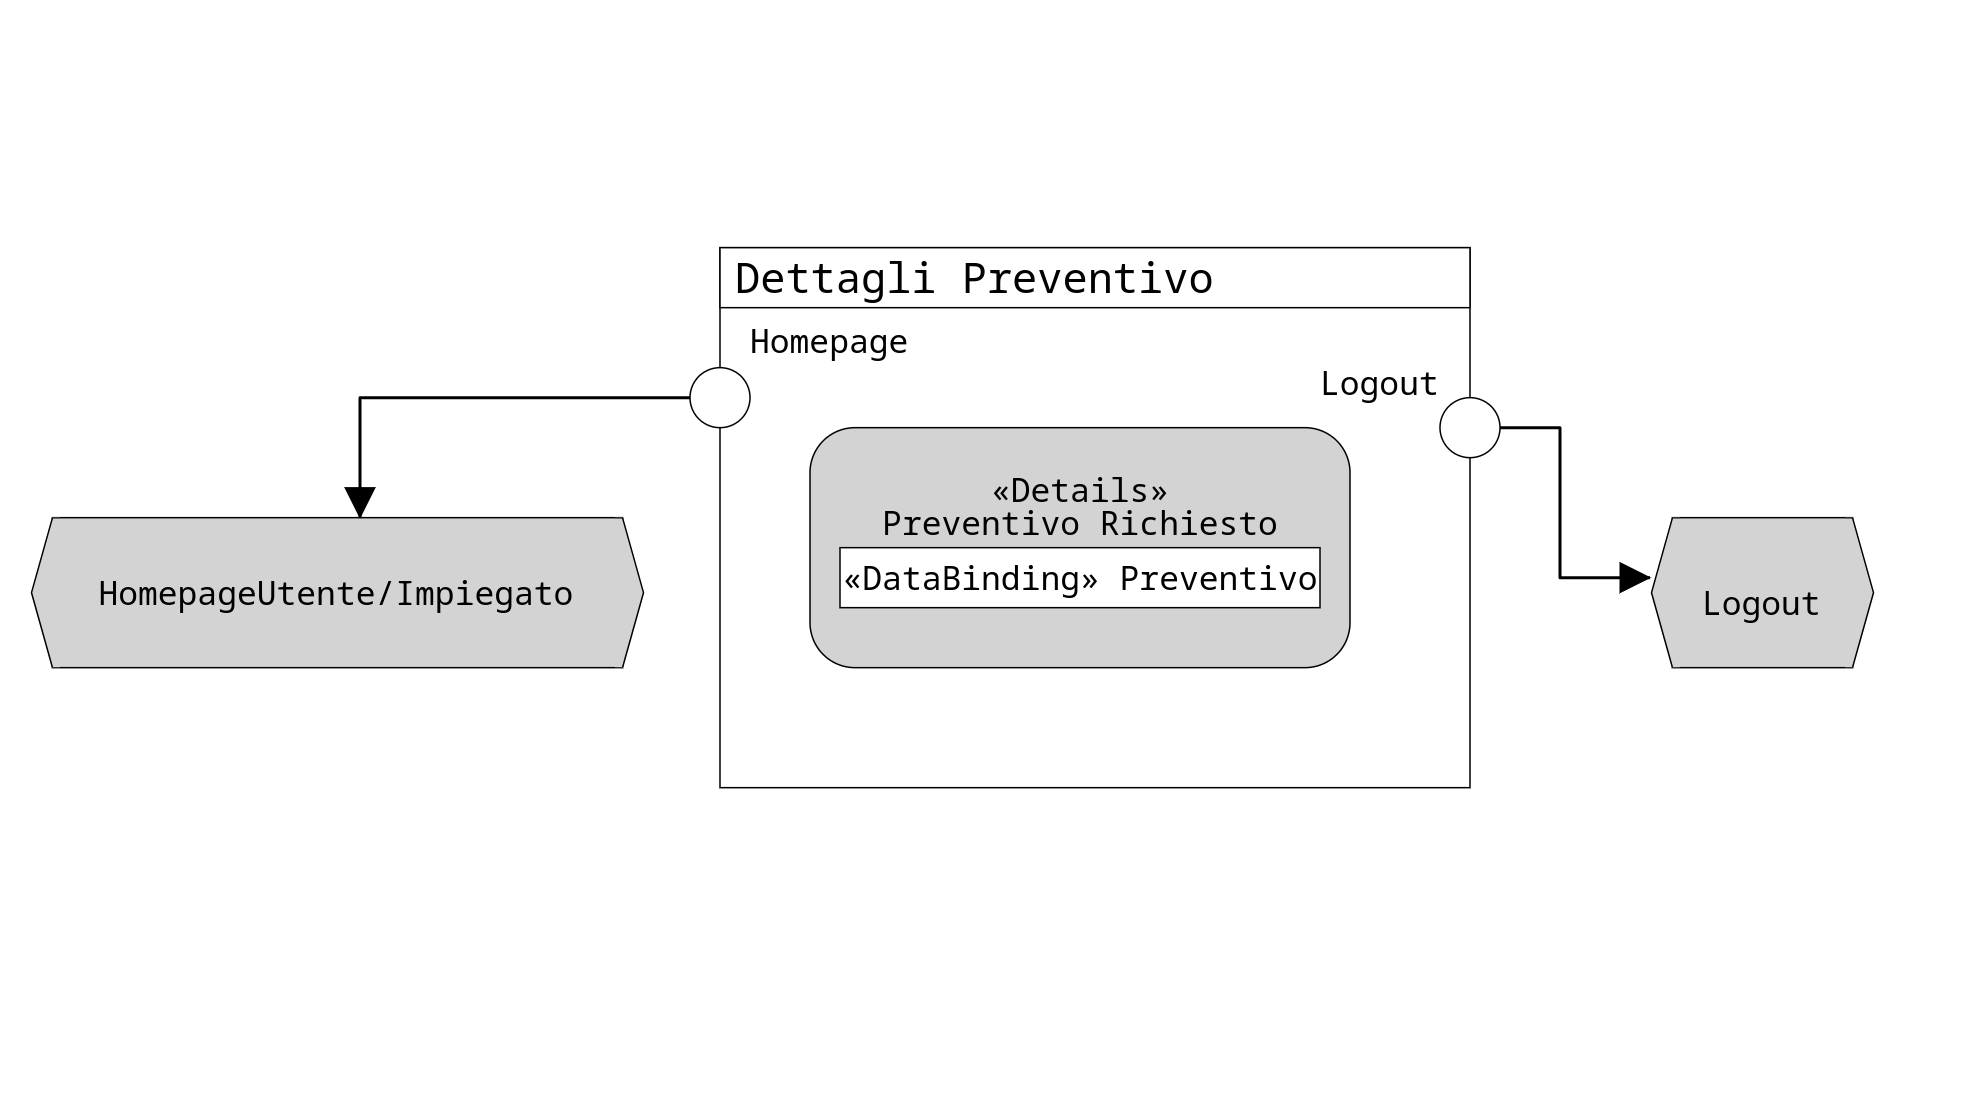 Dettagli Preventivo
Homepage
Logout
«Details»
Preventivo Richiesto
«DataBinding» Preventivo
HomepageUtente/Impiegato
Logout